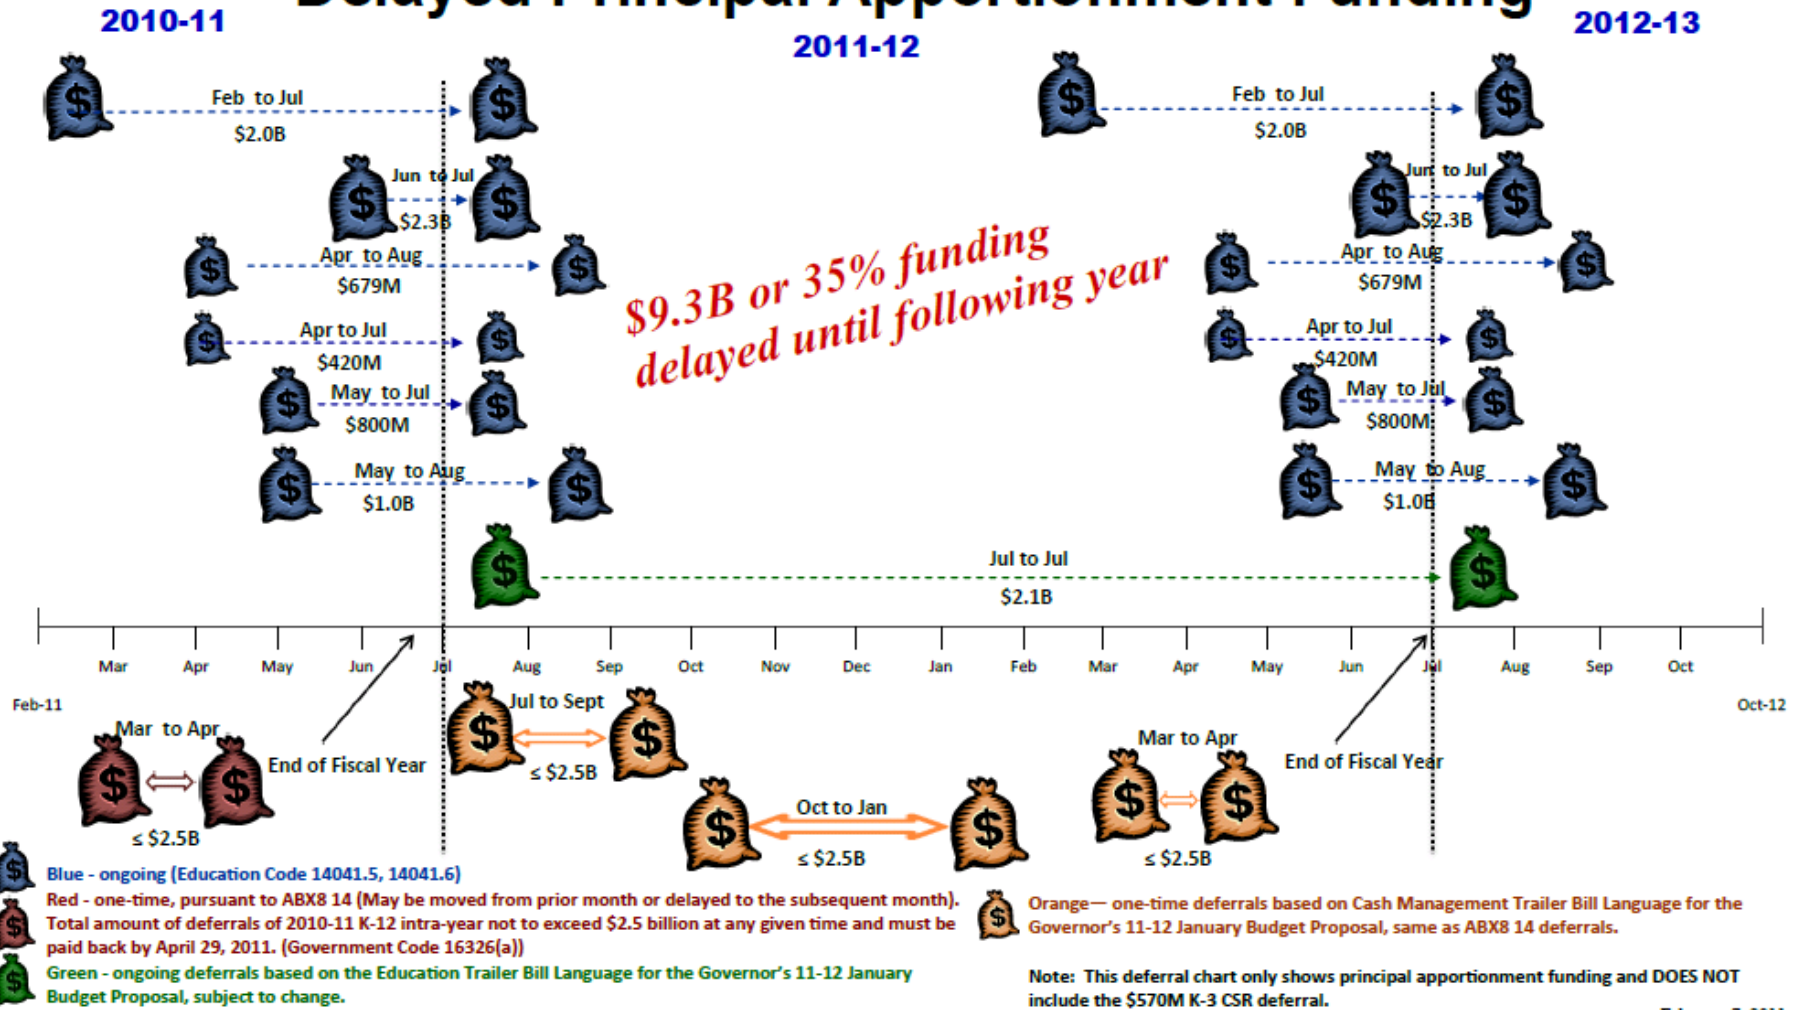 Delayed Principal Apportionment Funding
2010-11
2011-12
2012-13
Feb to Jul
$2.0B
Jun to Jul
$2.3B
Apr to Aug
$679M
Apr to Jul
$420M
May to Jul
$800M
May to Aug
$1.0B
$9.3B or 35% funding
delayed until following year
Feb to Jul
$2.0B
Jun to Jul
$2.3B
Apr to Aug
$679M
Apr to Jul
$420M
May to Jul
$800M
May to Aug
$1.0B
Jul to Jul
$2.1B
Mar Apr May Jun Jul Aug Sep Oct Nov Dec Jan Feb Mar Apr May Jun Jul Aug Sep Oct
Feb-11
Oct-12
Mar to Apr
≤ $2.5B
End of Fiscal Year
Jul to Sept
≤ $2.5B
Oct to Jan
≤ $2.5B
Mar to Apr
≤ $2.5B
End of Fiscal Year
Blue - ongoing (Education Code 14041.5, 14041.6)
Red - one-time, pursuant to ABX8 14 (May be moved from prior month or delayed to the subsequent month).
Total amount of deferrals of 2010-11 K-12 intra-year not to exceed $2.5 billion at any given time and must be
paid back by April 29, 2011. (Government Code 16326(a))
Green - ongoing deferrals based on the Education Trailer Bill Language for the Governor's 11-12 January
Budget Proposal, subject to change.
Orange— one-time deferrals based on Cash Management Trailer Bill Language for the
Governor's 11-12 January Budget Proposal, same as ABX8 14 deferrals.
Note: This deferral chart only shows principal apportionment funding and DOES NOT
include the $570M K-3 CSR deferral.